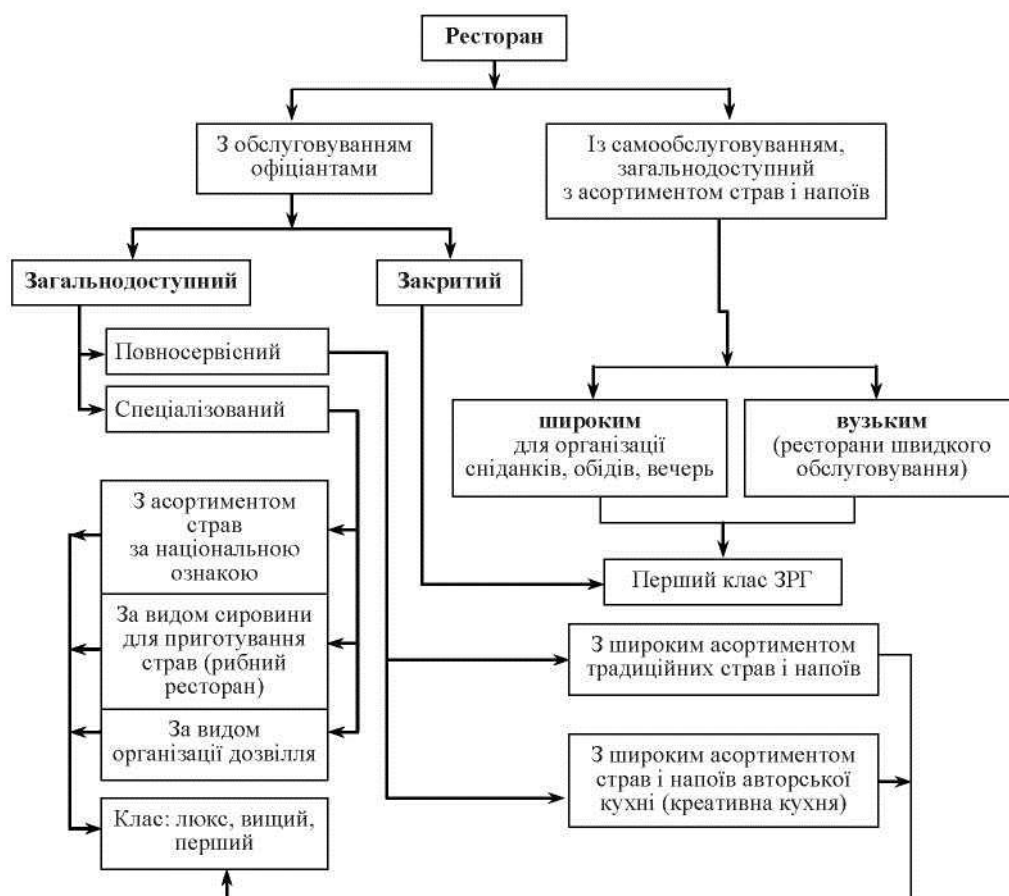 Ресторан
З обслуговуванням
офіціантами
Із самообслуговуванням,
загальнодоступний
з асортиментом страв і напоїв
Загальнодоступний
Закритий
Повносервісний
Спеціалізований
широким
для організації
сніданків, обідів, вечерь
вузьким
(ресторани швидкого
обслуговування)
З асортиментом
страв
за національною
ознакою
Перший клас ЗРГ
За видом сировини
для приготування
страв (рибний
ресторан)
З широким асортиментом
традиційних страв і напоїв
За видом
організації дозвілля
З широким асортиментом
страв і напоїв авторської
кухні (креативна кухня)
Клас: люкс, вищий,
перший